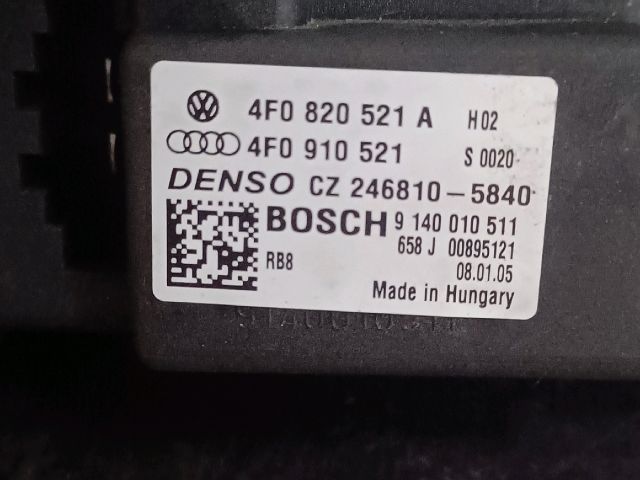 4F0 820 521 A H02
4F0 910 521 S 0020
DENSO CZ 246810-5840
BOSCH 9 140 010 511
658 J 00895121
RB8 08.01.05
Made in Hungary